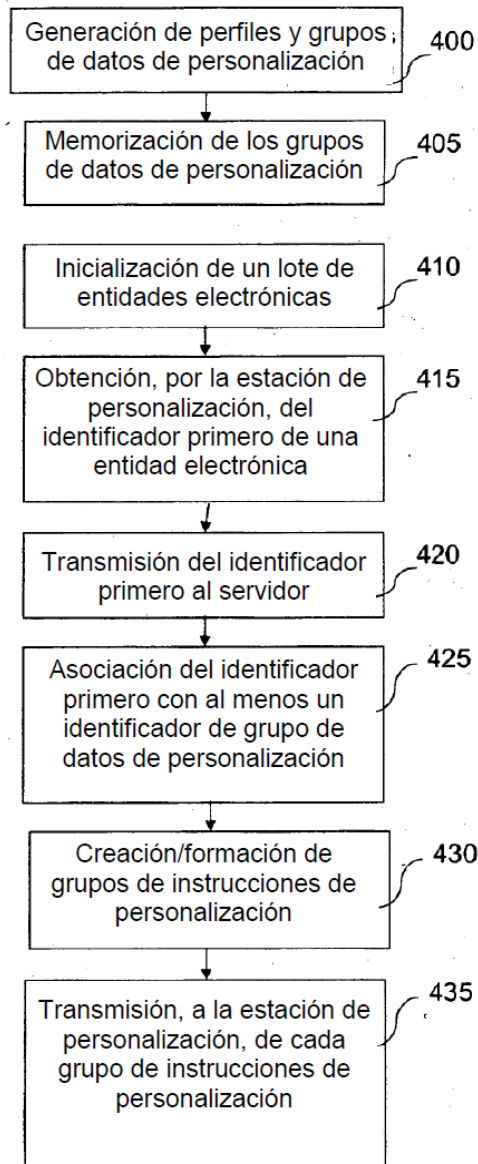 Generación de perfiles y grupos
de datos de personalización
400
Memorización de los grupos
de datos de personalización
405
Inicialización de un lote de
entidades electrónicas
410
Obtención, por la estación de
personalización, del
identificador primero de una
entidad electrónica
415
Transmisión del identificador
primero al servidor
420
Asociación del identificador
primero con al menos un
identificador de grupo de
datos de personalización
425
Creación/formación de
grupos de instrucciones de
personalización
430
Transmisión, a la estación de
personalización, de cada
grupo de instrucciones de
personalización
435